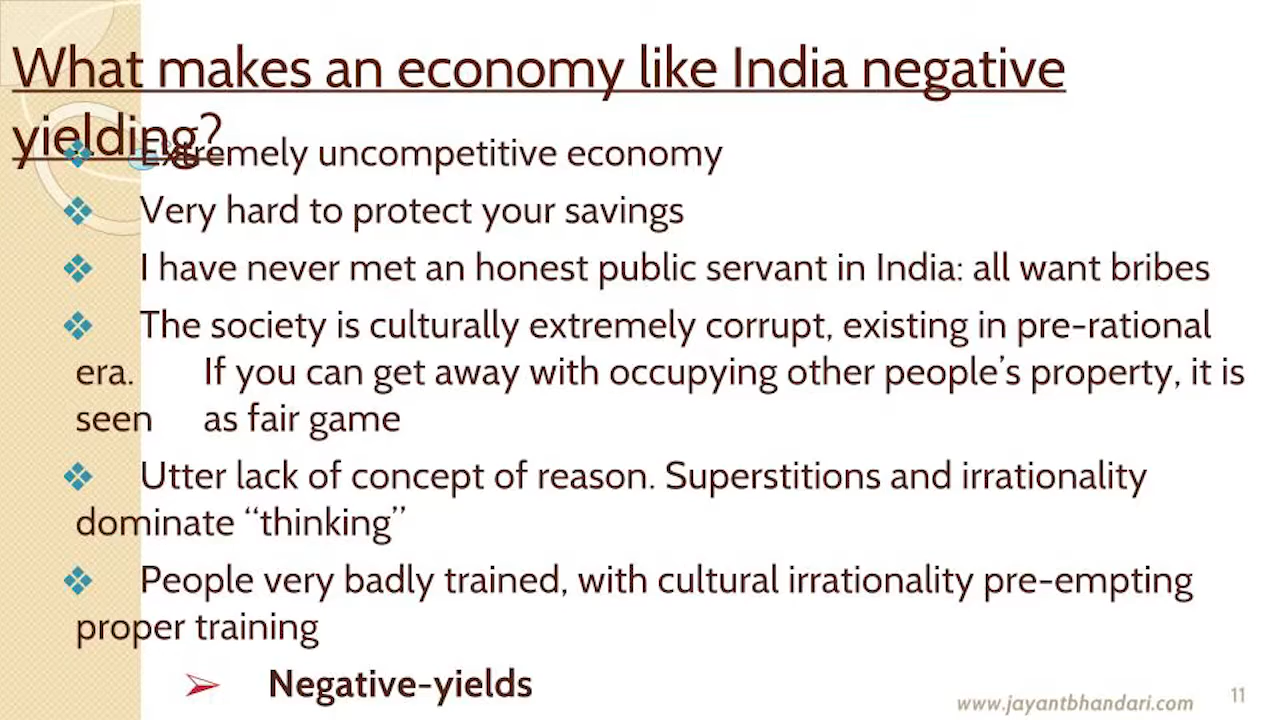 What makes an economy like India negative
yielding?
Extremely uncompetitive economy
Very hard to protect your savings
I have never met an honest public servant in India: all want bribes
The society is culturally extremely corrupt, existing in pre-rational
era. If you can get away with occupying other people’s property, it is
seen as fair game
Utter lack of concept of reason. Superstitions and irrationality
dominate “thinking”
People very badly trained, with cultural irrationality pre-empting
proper training
Negative-yields
www.jayantbhandari.com
11